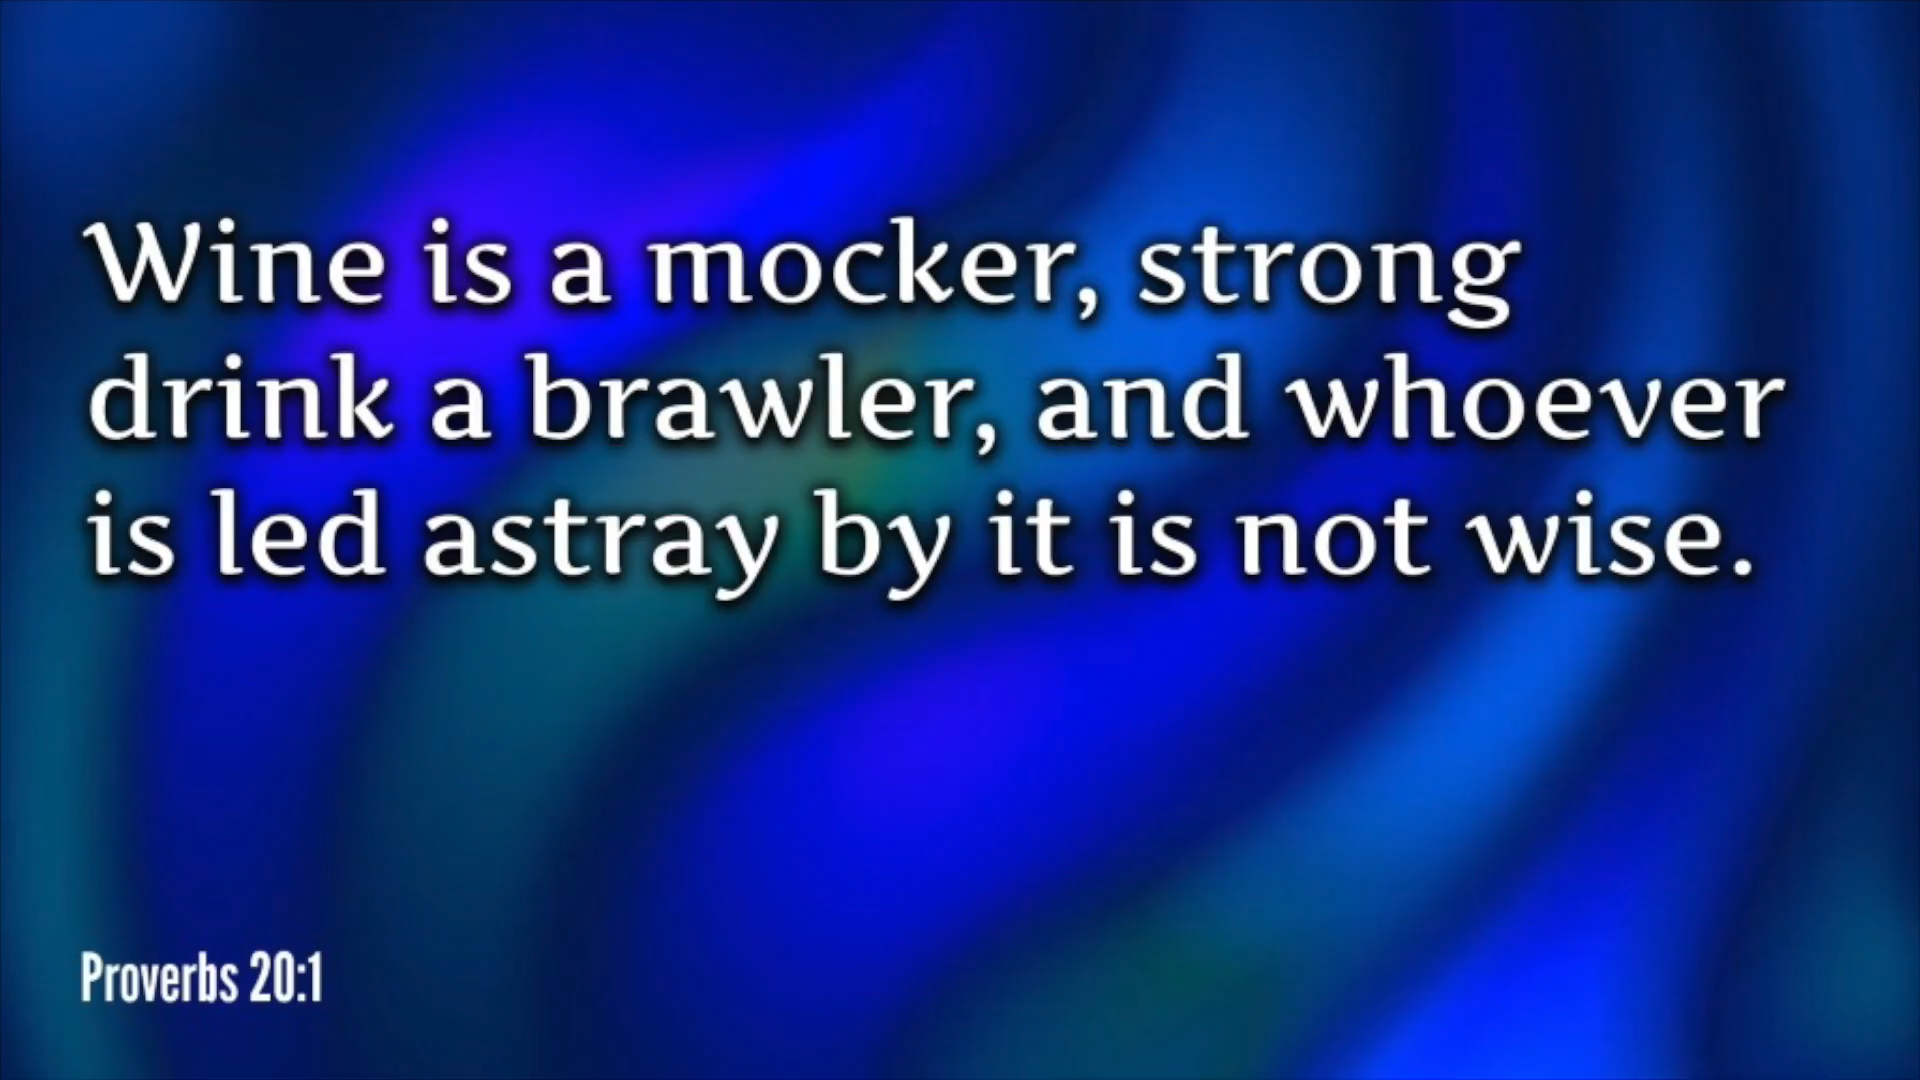 Wine is a mocker, strong
drink a brawler, and whoever
is led astray by it is not wise.
Proverbs 20:1